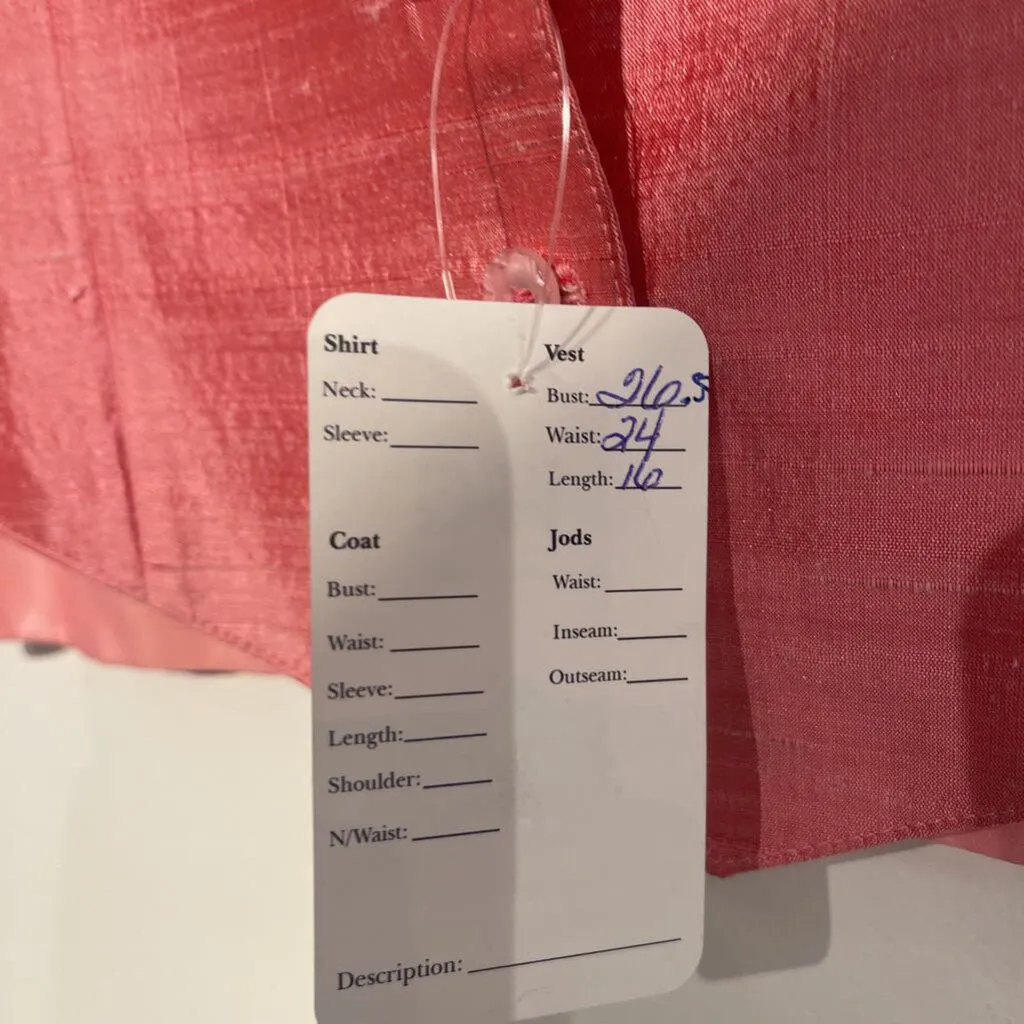 Shirt
Neck:
Sleeve:
Vest
Bust: 26.5
Waist: 24
Length: 16
Coat
Bust:
Waist:
Sleeve:
Length:
Shoulder:
N/Waist:
Jods
Waist:
Inseam:
Outseam:
Description: